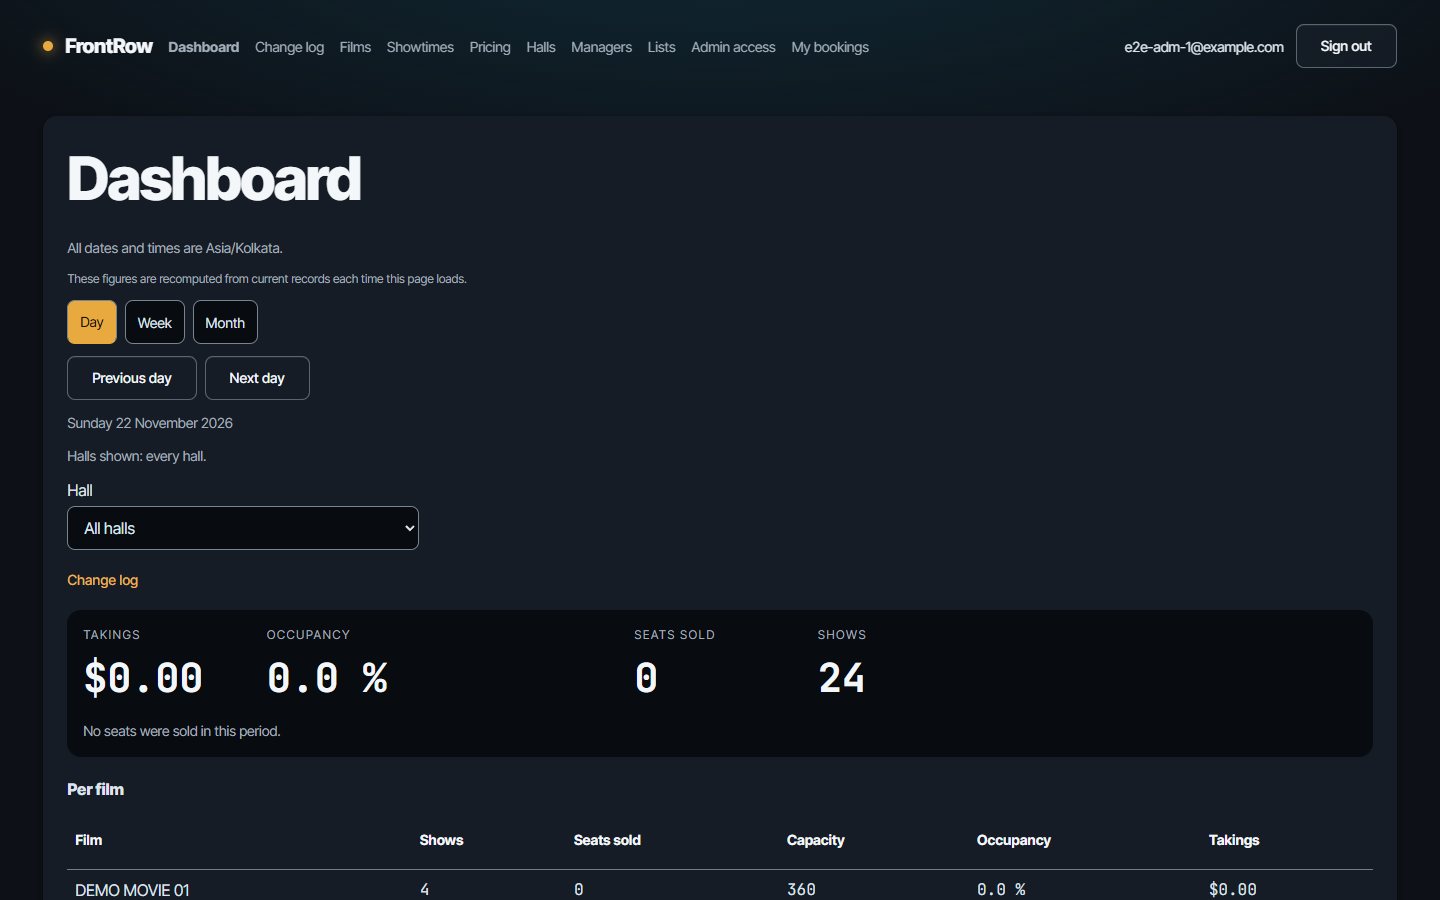 FrontRow Dashboard Change log Films Showtimes Pricing Halls Managers Lists Admin access My bookings e2e-adm-1@example.com Sign out
Dashboard
All dates and times are Asia/Kolkata.
These figures are recomputed from current records each time this page loads.
Day Week Month
Previous day Next day
Sunday 22 November 2026
Halls shown: every hall.
Hall
All halls
Change log
TAKINGS OCCUPANCY SEATS SOLD SHOWS
$0.00 0.0 % 0 24
No seats were sold in this period.
Per film
Film Shows Seats sold Capacity Occupancy Takings
DEMO MOVIE 01 4 0 360 0.0 % $0.00